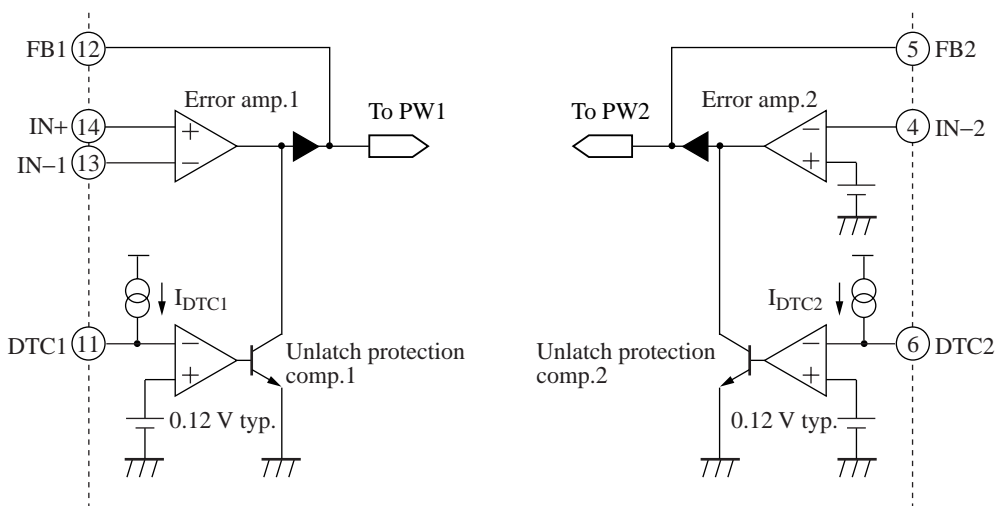 FB1 12 5 FB2
Error amp.1 To PW1 To PW2 Error amp.2
IN+ 14 + − 4 IN−2
IN−1 13 − +
I_DTC1 I_DTC2
DTC1 11 − − 6 DTC2
Unlatch protection Unlatch protection
+ comp.1 comp.2 +
0.12 V typ. 0.12 V typ.